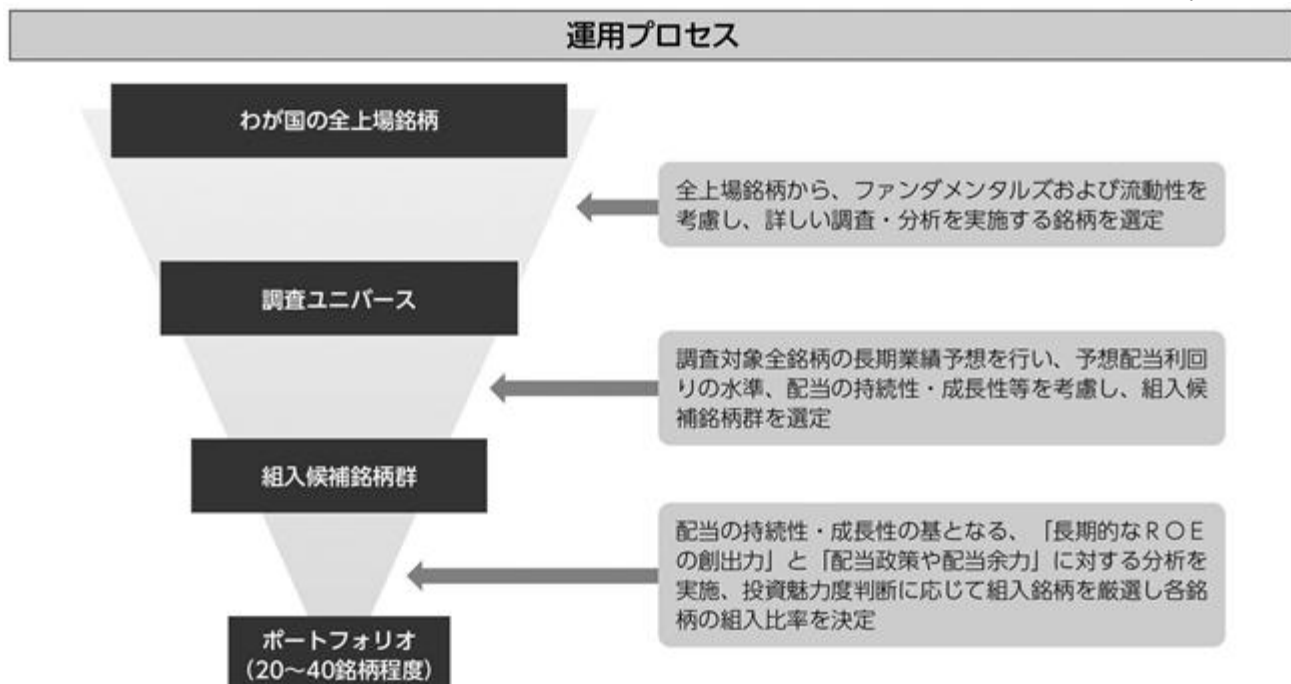 運用プロセス
わが国の全上場銘柄
全上場銘柄から、ファンダメンタルズおよび流動性を
考慮し、詳しい調査・分析を実施する銘柄を選定
調査ユニバース
調査対象全銘柄の長期業績予想を行い、予想配当利回
りの水準、配当の持続性・成長性等を考慮し、組入候
補銘柄群を選定
組入候補銘柄群
配当の持続性・成長性の基となる、「長期的なＲＯＥ
の創出力」と「配当政策や配当余力」に対する分析を
実施、投資魅力度判断に応じて組入銘柄を厳選し各銘
柄の組入比率を決定
ポートフォリオ
（20～40銘柄程度）